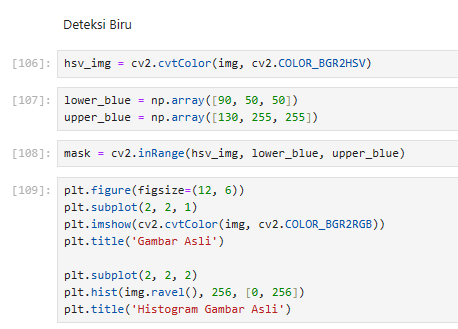 Deteksi Biru
[106]: hsv_img = cv2.cvtColor(img, cv2.COLOR_BGR2HSV)
[107]: lower_blue = np.array([90, 50, 50])
upper_blue = np.array([130, 255, 255])
[108]: mask = cv2.inRange(hsv_img, lower_blue, upper_blue)
[109]: plt.figure(figsize=(12, 6))
plt.subplot(2, 2, 1)
plt.imshow(cv2.cvtColor(img, cv2.COLOR_BGR2RGB))
plt.title('Gambar Asli')
plt.subplot(2, 2, 2)
plt.hist(img.ravel(), 256, [0, 256])
plt.title('Histogram Gambar Asli')